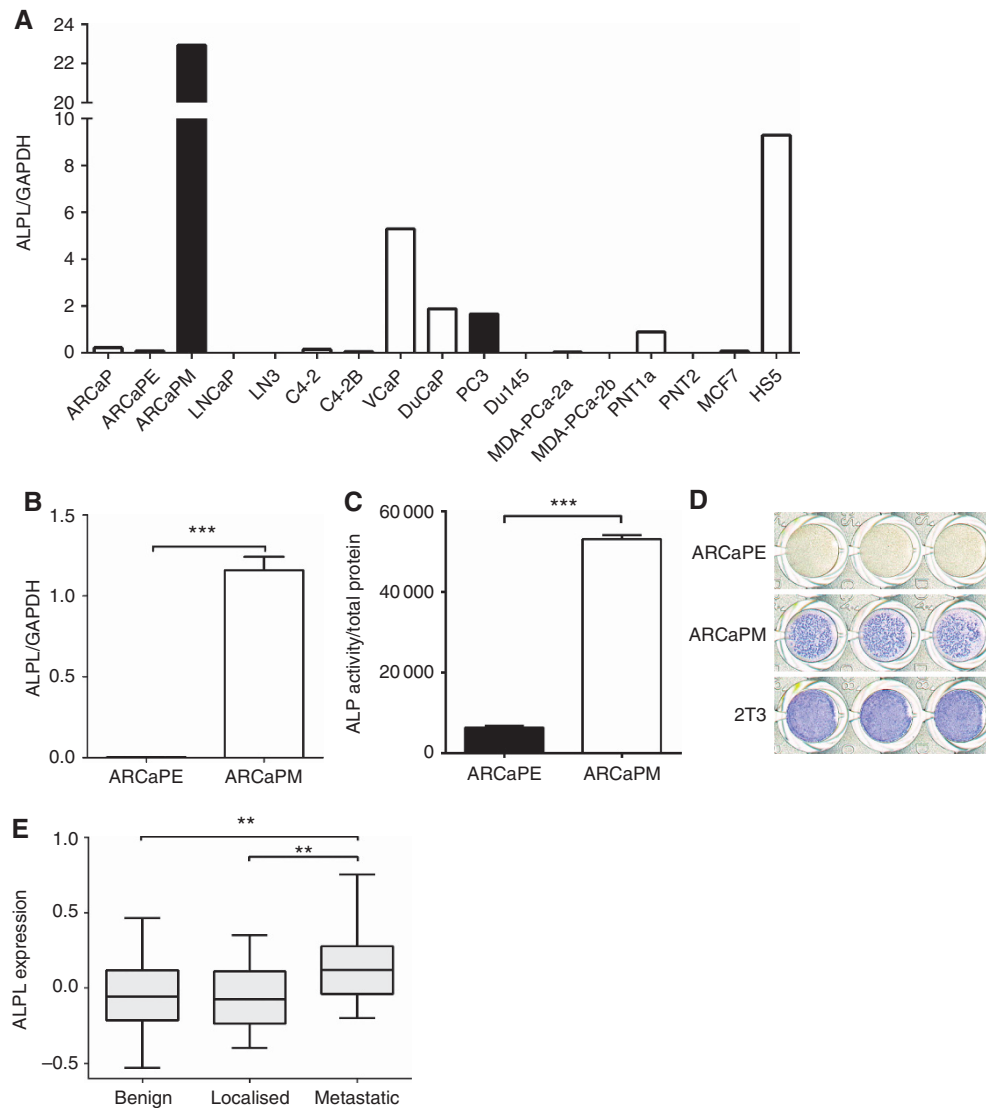 A
ALPL/GAPDH
24
22
20
10
8
6
4
2
0
ARCaP
ARCaPE
ARCaPM
LNCaP
LN3
C4-2
C4-2B
VCaP
DuCaP
PC3
Du145
MDA-PCa-2a
MDA-PCa-2b
PNT1a
PNT2
MCF7
HS5
B
ALPL/GAPDH
1.5
1.0
0.5
0.0
***
ARCaPE
ARCaPM
C
ALP activity/total protein
60 000
40 000
20 000
0
***
ARCaPE
ARCaPM
D
ARCaPE
ARCaPM
2T3
E
ALPL expression
1.0
0.5
0.0
–0.5
**
**
Benign
Localised
Metastatic